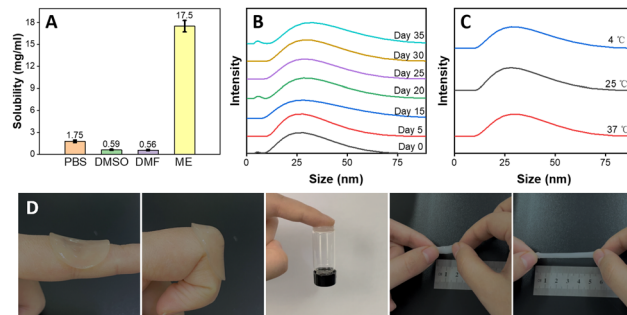 A
Solubility (mg/ml)
18
15
12
9
6
3
0
1.75
0.59
0.56
17.5
PBS DMSO DMF ME
B
Intensity
Day 35
Day 30
Day 25
Day 20
Day 15
Day 5
Day 0
0 25 50 75
Size (nm)
C
Intensity
4 ℃
25 ℃
37 ℃
0 25 50 75
Size (nm)
D